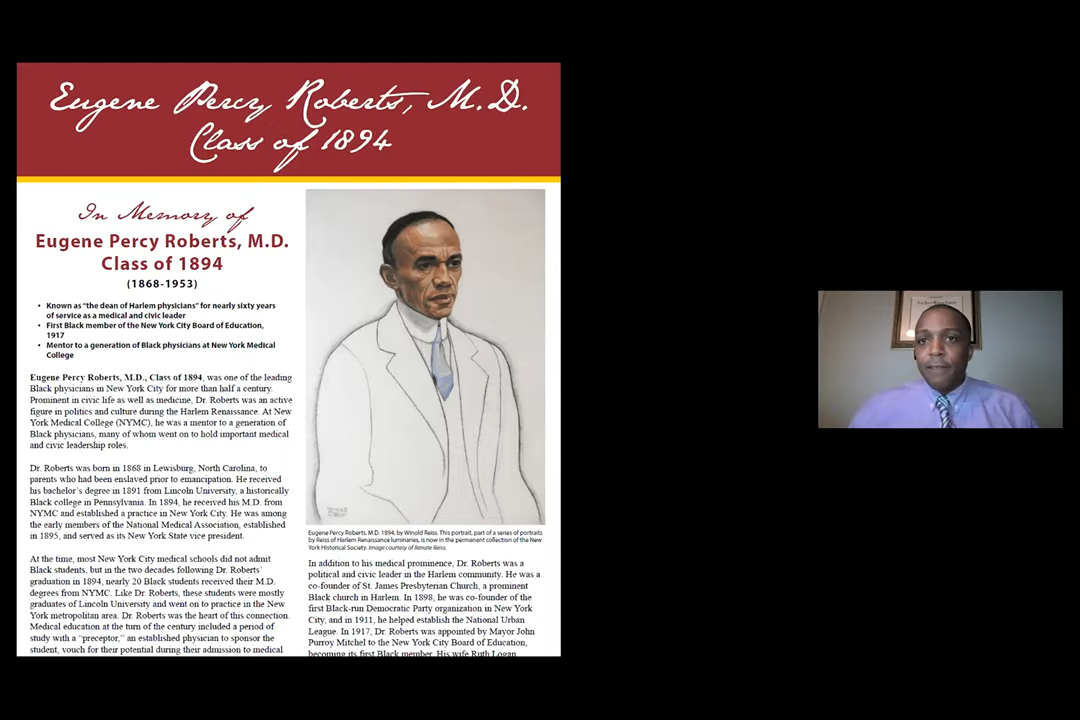 Eugene Percy Roberts, M.D.
Class of 1894
In Memory of
Eugene Percy Roberts, M.D.
Class of 1894
(1868-1953)
• Known as “the dean of Harlem physicians” for nearly sixty years
of service as a medical and civic leader
• First Black member of the New York City Board of Education,
1917
• Mentor to a generation of Black physicians at New York Medical
College
Eugene Percy Roberts, M.D., Class of 1894, was one of the leading
Black physicians in New York City for more than half a century.
Prominent in civic life as well as medicine, Dr. Roberts was an active
figure in politics and culture during the Harlem Renaissance. At New
York Medical College (NYMC), he was a mentor to a generation of
Black physicians, many of whom went on to hold important medical
and civic leadership roles.
Dr. Roberts was born in 1868 in Lewisburg, North Carolina, to
parents who had been enslaved prior to emancipation. He received
his bachelor’s degree in 1891 from Lincoln University, a historically
Black college in Pennsylvania. In 1894, he received his M.D. from
NYMC and established a practice in New York City. He was among
the early members of the National Medical Association, established
in 1895, and served as its New York State vice president.
At the time, most New York City medical schools did not admit
Black students, but in the two decades following Dr. Roberts’
graduation in 1894, nearly 20 Black students received their M.D.
degrees from NYMC. Like Dr. Roberts, these students were mostly
graduates of Lincoln University and went on to practice in the New
York metropolitan area. Dr. Roberts was the heart of this connection.
Medical education at the turn of the century included a period of
study with a “preceptor,” an established physician to sponsor the
student, vouch for their potential during their admission to medical
Eugene Percy Roberts, M.D. 1894, by Winold Reiss. This portrait, part of a series of portraits
by Reiss of Harlem Renaissance luminaries, is now in the permanent collection of the New
York Historical Society. Image courtesy of Renate Reiss.
In addition to his medical prominence, Dr. Roberts was a
political and civic leader in the Harlem community. He was a
co-founder of St. James Presbyterian Church, a prominent
Black church in Harlem. In 1898, he was co-founder of the
first Black-run Democratic Party organization in New York
City, and in 1911, he helped establish the National Urban
League. In 1917, Dr. Roberts was appointed by Mayor John
Purroy Mitchel to the New York City Board of Education,
becoming its first Black member. His wife Ruth Logan